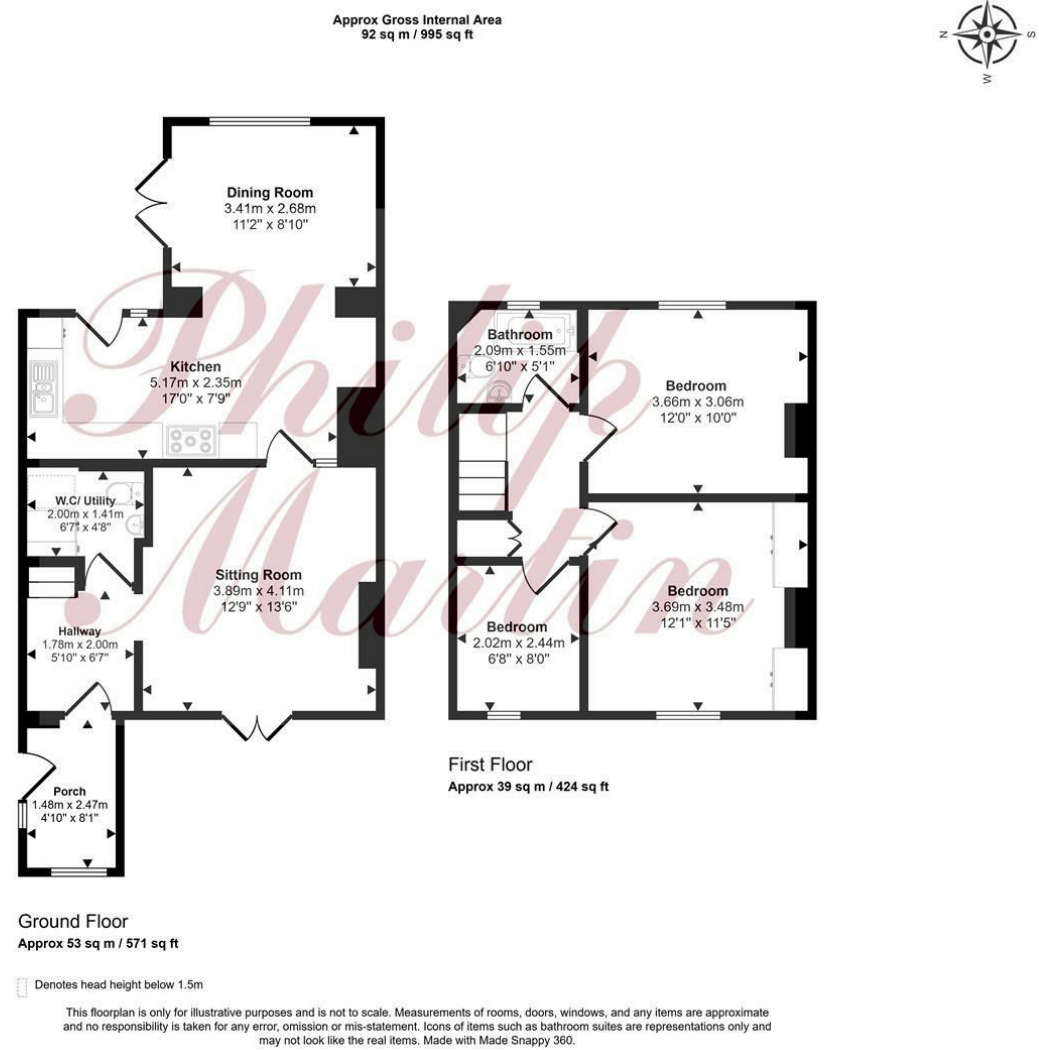 Approx Gross Internal Area
92 sq m / 995 sq ft
N
S
W
Dining Room
3.41m x 2.68m
11'2" x 8'10"
Kitchen
5.17m x 2.35m
17'0" x 7'9"
W.C/ Utility
2.00m x 1.41m
6'7" x 4'8"
Sitting Room
3.89m x 4.11m
12'9" x 13'6"
Hallway
1.78m x 2.00m
5'10" x 6'7"
Porch
1.48m x 2.47m
4'10" x 8'1"
Bathroom
2.09m x 1.55m
6'10" x 5'1"
Bedroom
3.66m x 3.06m
12'0" x 10'0"
Bedroom
3.69m x 3.48m
12'1" x 11'5"
Bedroom
2.02m x 2.44m
6'8" x 8'0"
Philip
Martin
First Floor
Approx 39 sq m / 424 sq ft
Ground Floor
Approx 53 sq m / 571 sq ft
Denotes head height below 1.5m
This floorplan is only for illustrative purposes and is not to scale. Measurements of rooms, doors, windows, and any items are approximate
and no responsibility is taken for any error, omission or mis-statement. Icons of items such as bathroom suites are representations only and
may not look like the real items. Made with Made Snappy 360.